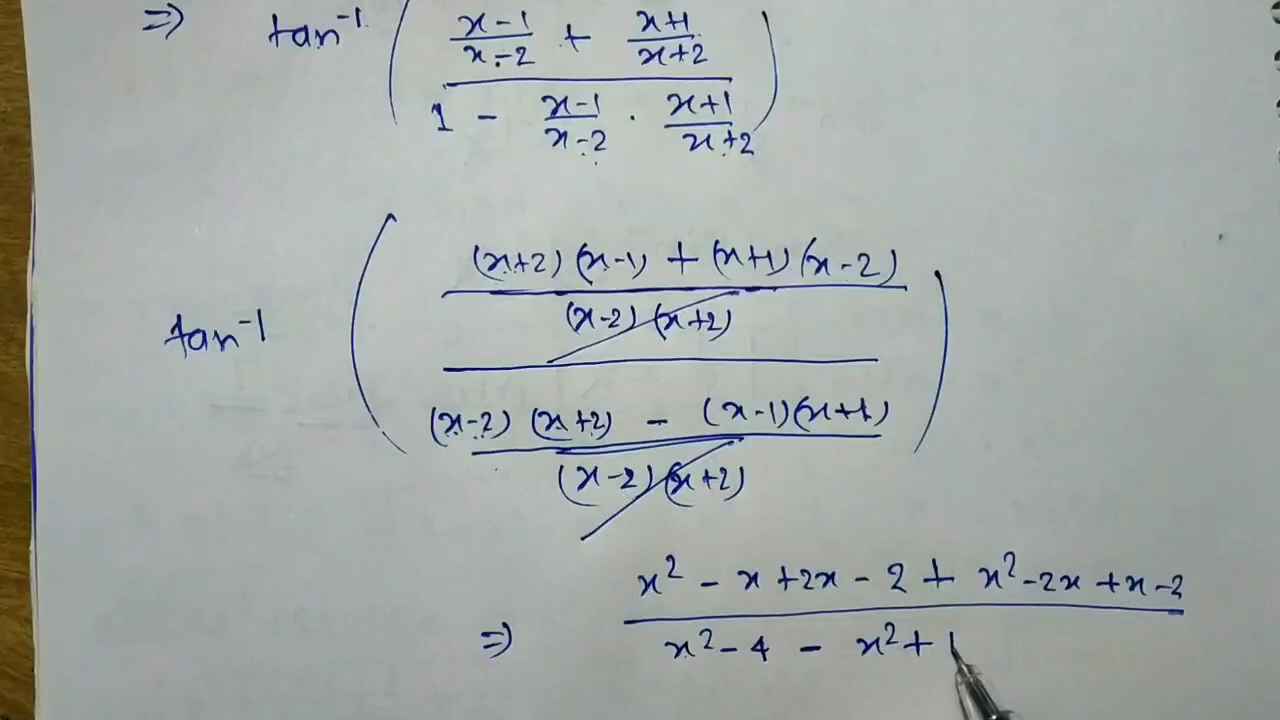 ⇒ tan⁻¹ ( (x-1)/(x-2) + (x+1)/(x+2)
1 - (x-1)/(x-2) · (x+1)/(x+2) )
tan⁻¹ ( (x+2)(x-1) + (x+1)(x-2)
(x-2)(x+2)
(x-2)(x+2) - (x-1)(x+1)
(x-2)(x+2) )
x² - x + 2x - 2 + x² - 2x + x - 2
⇒ x² - 4 - x² + 1